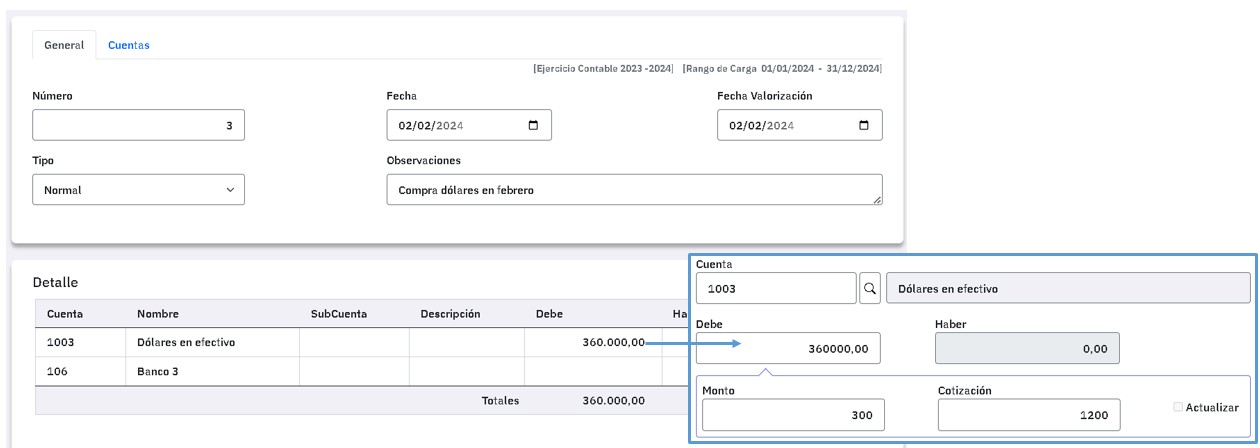 General Cuentas
[Ejercicio Contable 2023 -2024] [Rango de Carga 01/01/2024 - 31/12/2024]
Número Fecha Fecha Valorización
3 02/02/2024 02/02/2024
Tipo Observaciones
Normal Compra dólares en febrero
Detalle
Cuenta Nombre SubCuenta Descripción Debe Ha
1003 Dólares en efectivo 360.000,00
106 Banco 3
Totales 360.000,00
Cuenta
1003 Dólares en efectivo
Debe Haber
360000,00 0,00
Monto Cotización
300 1200 Actualizar